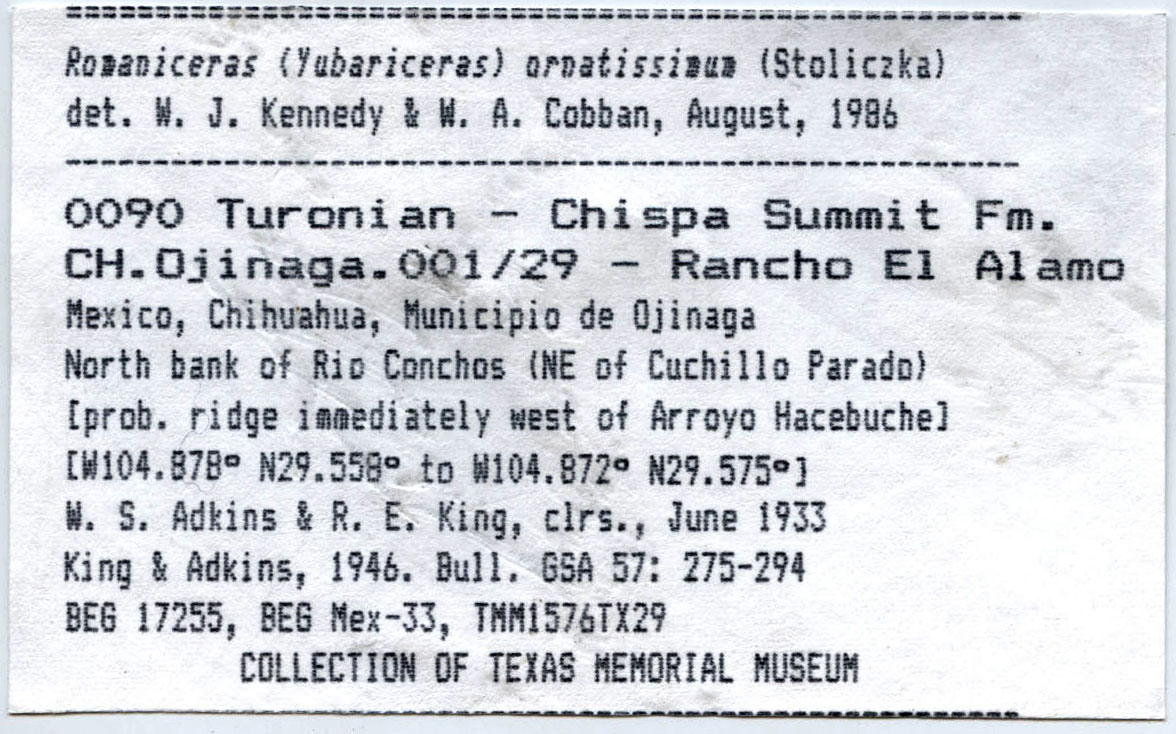 Romaniceras (Yubariceras) ornatissimum (Stoliczka)
det. W. J. Kennedy & W. A. Cobban, August, 1986
0090 Turonian - Chispa Summit Fm.
CH.Ojinaga.001/29 - Rancho El Alamo
Mexico, Chihuahua, Municipio de Ojinaga
North bank of Rio Conchos (NE of Cuchillo Parado)
[prob. ridge immediately west of Arroyo Hacebuche]
[W104.878° N29.558° to W104.872° N29.575°]
W. S. Adkins & R. E. King, clrs., June 1933
King & Adkins, 1946. Bull. GSA 57: 275-294
BEG 17255, BEG Mex-33, TMM1576TX29
COLLECTION OF TEXAS MEMORIAL MUSEUM